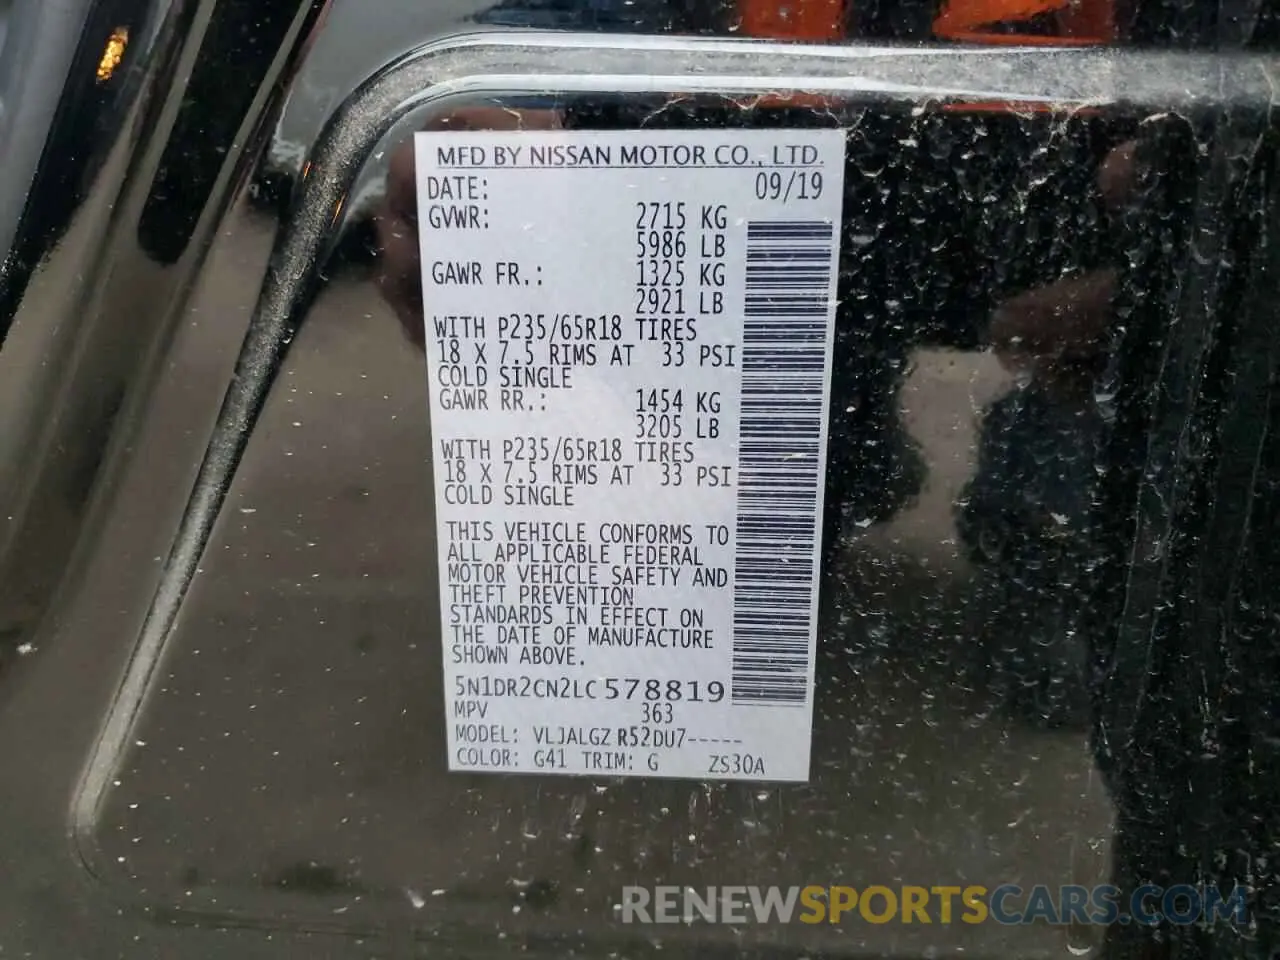 MFD BY NISSAN MOTOR CO., LTD.
DATE: 09/19
GVWR: 2715 KG
5986 LB
GAWR FR.: 1325 KG
2921 LB
WITH P235/65R18 TIRES
18 X 7.5 RIMS AT 33 PSI
COLD SINGLE
GAWR RR.: 1454 KG
3205 LB
WITH P235/65R18 TIRES
18 X 7.5 RIMS AT 33 PSI
COLD SINGLE
THIS VEHICLE CONFORMS TO
ALL APPLICABLE FEDERAL
MOTOR VEHICLE SAFETY AND
THEFT PREVENTION
STANDARDS IN EFFECT ON
THE DATE OF MANUFACTURE
SHOWN ABOVE.
5N1DR2CN2LC578819
MPV 363
MODEL: VLJALGZ R52DU7-----
COLOR: G41 TRIM: G ZS30A
RENEWSPORTSCARS.COM